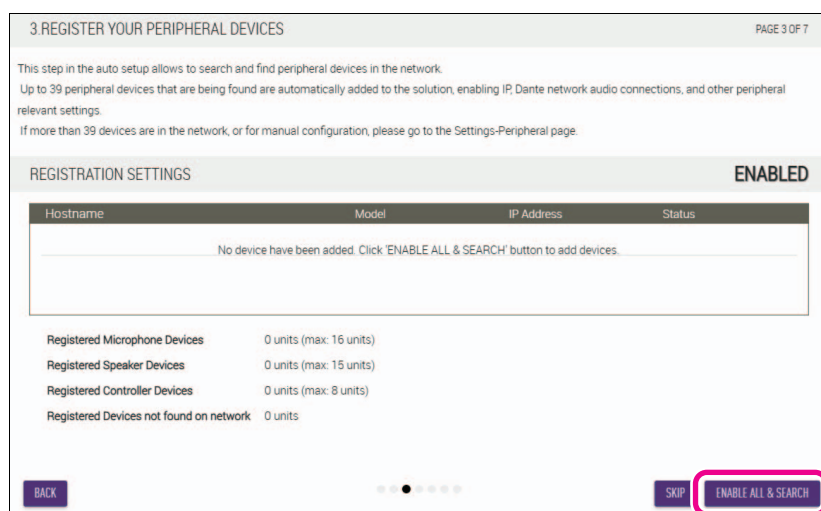 3.REGISTER YOUR PERIPHERAL DEVICES PAGE 3 OF 7
This step in the auto setup allows to search and find peripheral devices in the network.
Up to 39 peripheral devices that are being found are automatically added to the solution, enabling IP, Dante network audio connections, and other peripheral
relevant settings.
If more than 39 devices are in the network, or for manual configuration, please go to the Settings-Peripheral page.
REGISTRATION SETTINGS ENABLED
Hostname Model IP Address Status
No device have been added. Click 'ENABLE ALL & SEARCH' button to add devices.
Registered Microphone Devices 0 units (max: 16 units)
Registered Speaker Devices 0 units (max: 15 units)
Registered Controller Devices 0 units (max: 8 units)
Registered Devices not found on network 0 units
BACK SKIP ENABLE ALL & SEARCH